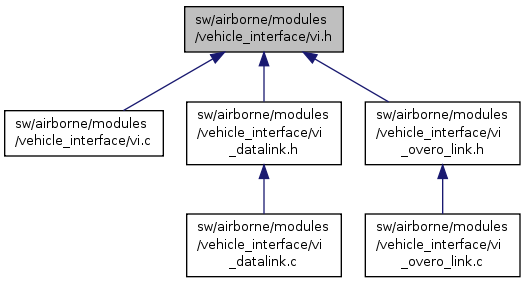 sw/airborne/modules
/vehicle_interface/vi.h
sw/airborne/modules
/vehicle_interface/vi.c
sw/airborne/modules
/vehicle_interface/vi
_datalink.h
sw/airborne/modules
/vehicle_interface/vi
_overo_link.h
sw/airborne/modules
/vehicle_interface/vi
_datalink.c
sw/airborne/modules
/vehicle_interface/vi
_overo_link.c